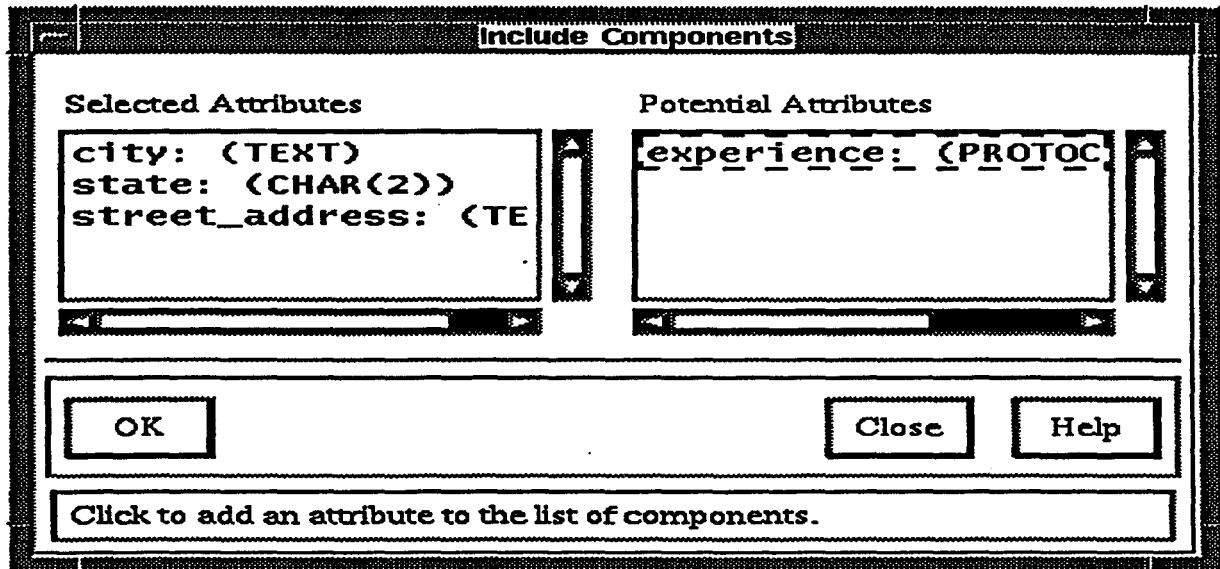 Include Components
Selected Attributes
city: (TEXT)
state: (CHAR(2))
street_address: (TE
Potential Attributes
experience: (PROTOC
OK
Close
Help
Click to add an attribute to the list of components.